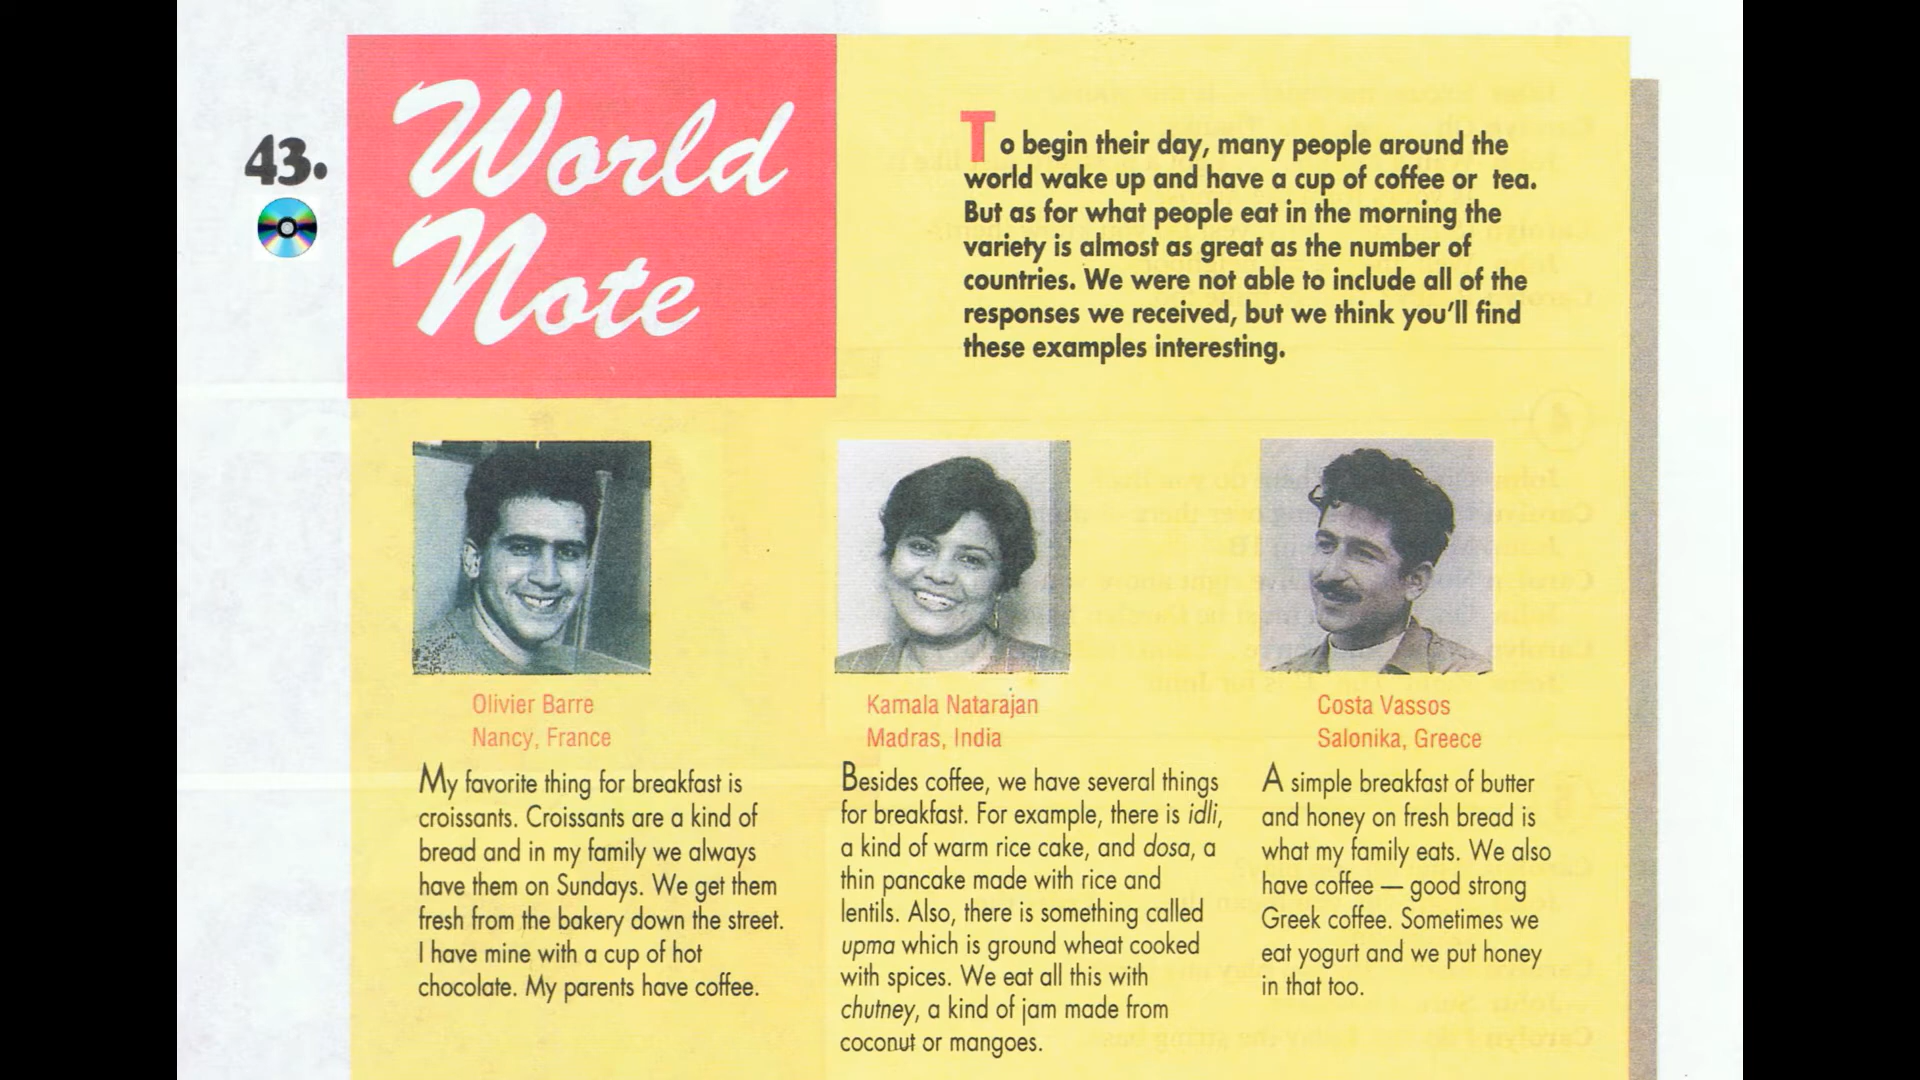 43.
World
Note
To begin their day, many people around the
world wake up and have a cup of coffee or tea.
But as for what people eat in the morning the
variety is almost as great as the number of
countries. We were not able to include all of the
responses we received, but we think you'll find
these examples interesting.
Olivier Barre
Nancy, France
My favorite thing for breakfast is
croissants. Croissants are a kind of
bread and in my family we always
have them on Sundays. We get them
fresh from the bakery down the street.
I have mine with a cup of hot
chocolate. My parents have coffee.
Kamala Natarajan
Madras, India
Besides coffee, we have several things
for breakfast. For example, there is idli,
a kind of warm rice cake, and dosa, a
thin pancake made with rice and
lentils. Also, there is something called
upma which is ground wheat cooked
with spices. We eat all this with
chutney, a kind of jam made from
coconut or mangoes.
Costa Vassos
Salonika, Greece
A simple breakfast of butter
and honey on fresh bread is
what my family eats. We also
have coffee — good strong
Greek coffee. Sometimes we
eat yogurt and we put honey
in that too.